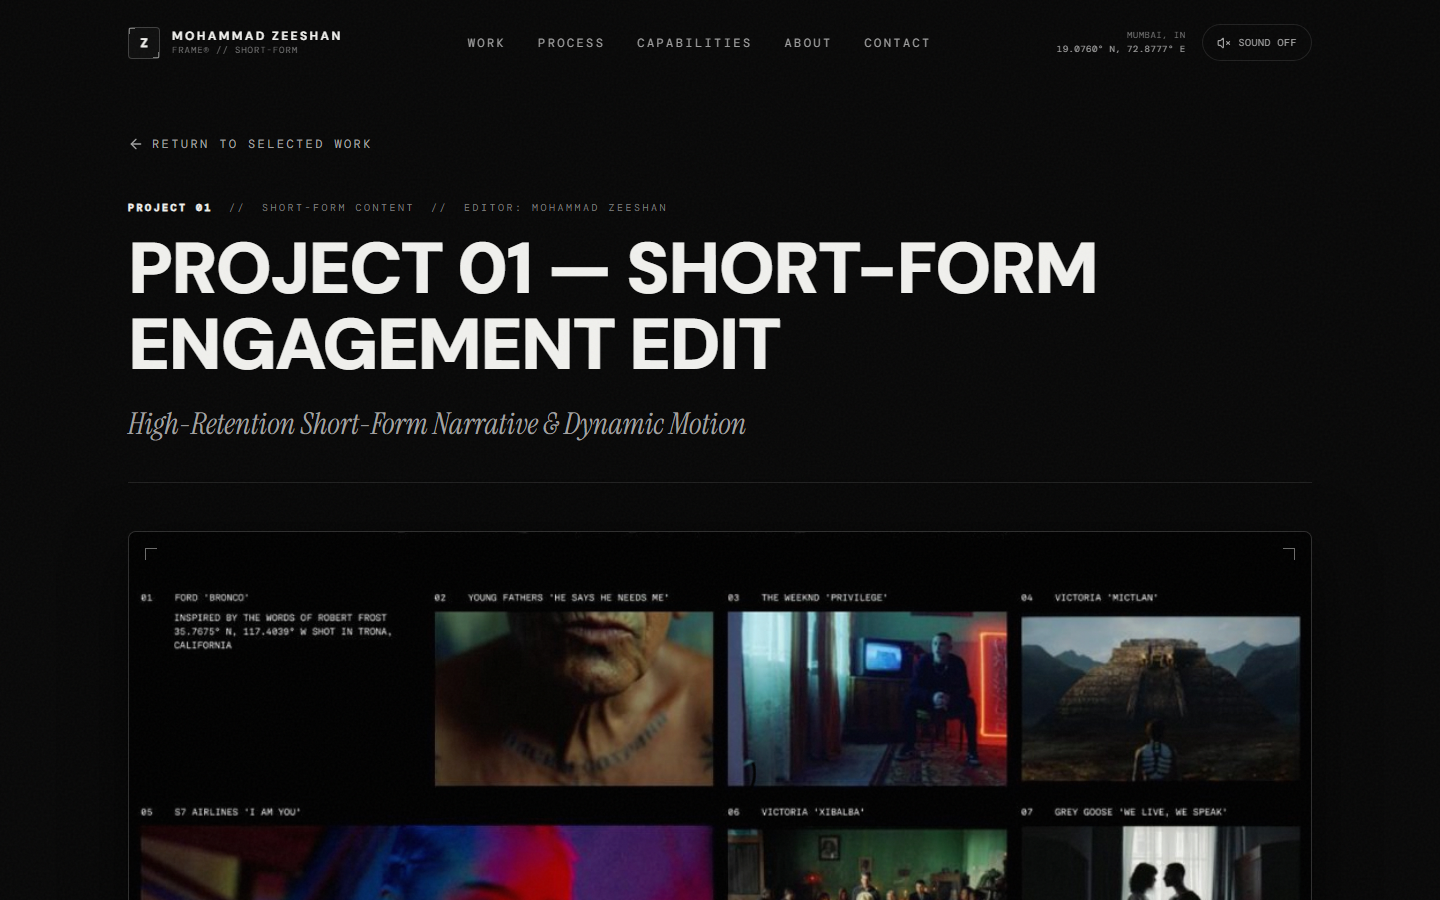 Z
MOHAMMAD ZEESHAN
FRAME® // SHORT-FORM
WORK
PROCESS
CAPABILITIES
ABOUT
CONTACT
MUMBAI, IN
19.0760° N, 72.8777° E
SOUND OFF
← RETURN TO SELECTED WORK
PROJECT 01 // SHORT-FORM CONTENT // EDITOR: MOHAMMAD ZEESHAN
PROJECT 01 — SHORT-FORM
ENGAGEMENT EDIT
High-Retention Short-Form Narrative & Dynamic Motion
01 FORD 'BRONCO'
INSPIRED BY THE WORDS OF ROBERT FROST
35.7675° N, 117.4039° W SHOT IN TRONA,
CALIFORNIA
02 YOUNG FATHERS 'HE SAYS HE NEEDS ME'
03 THE WEEKND 'PRIVILEGE'
04 VICTORIA 'MICTLAN'
05 S7 AIRLINES 'I AM YOU'
06 VICTORIA 'XIBALBA'
07 GREY GOOSE 'WE LIVE, WE SPEAK'